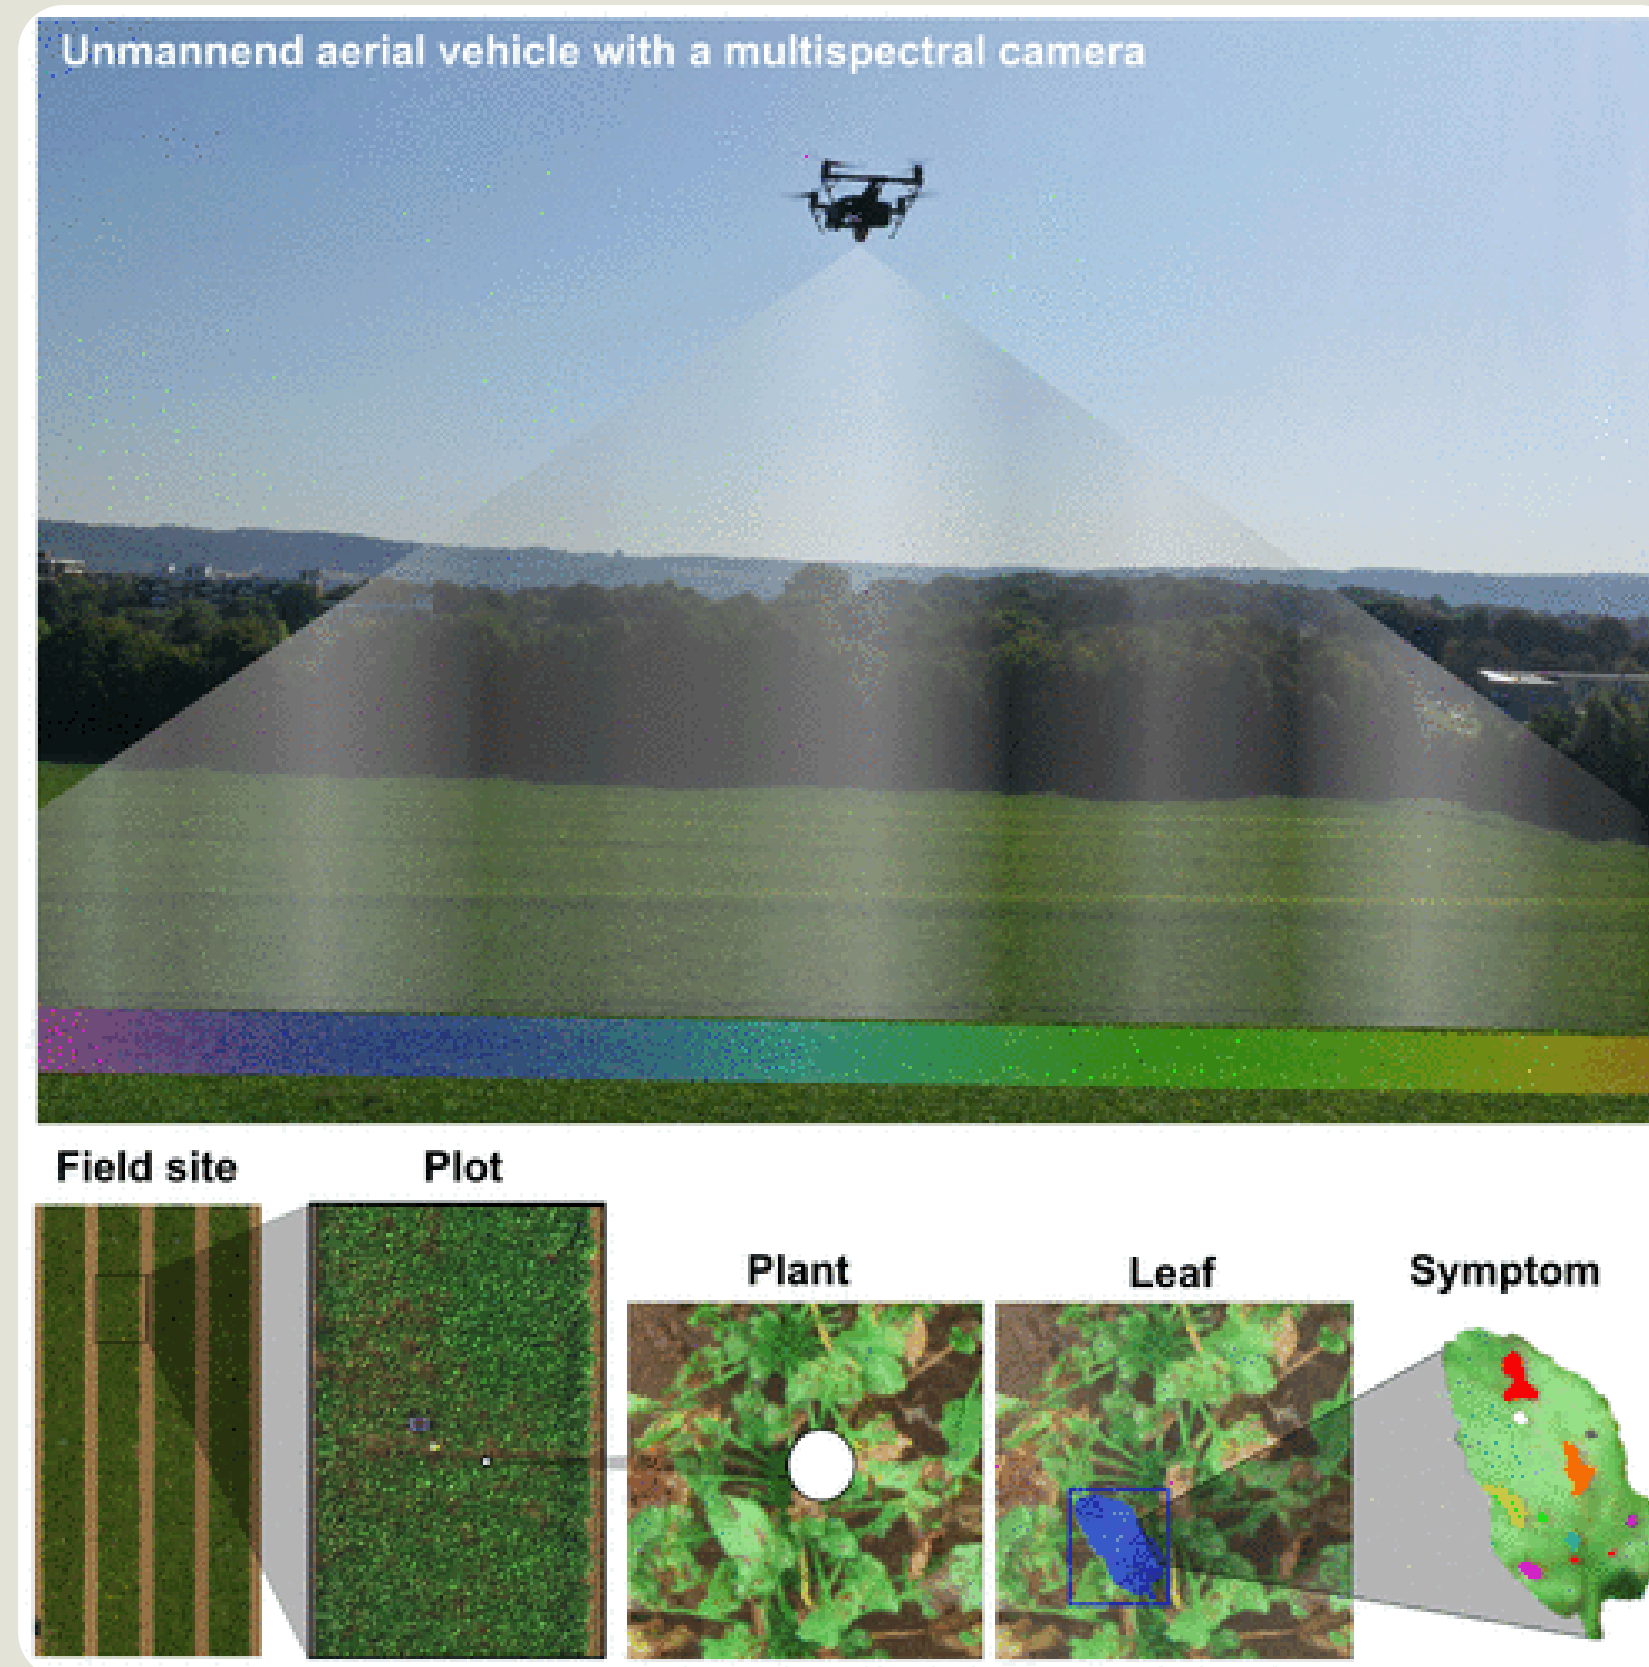 Unmannend aerial vehicle with a multispectral camera
Field site
Plot
Plant
Leaf
Symptom